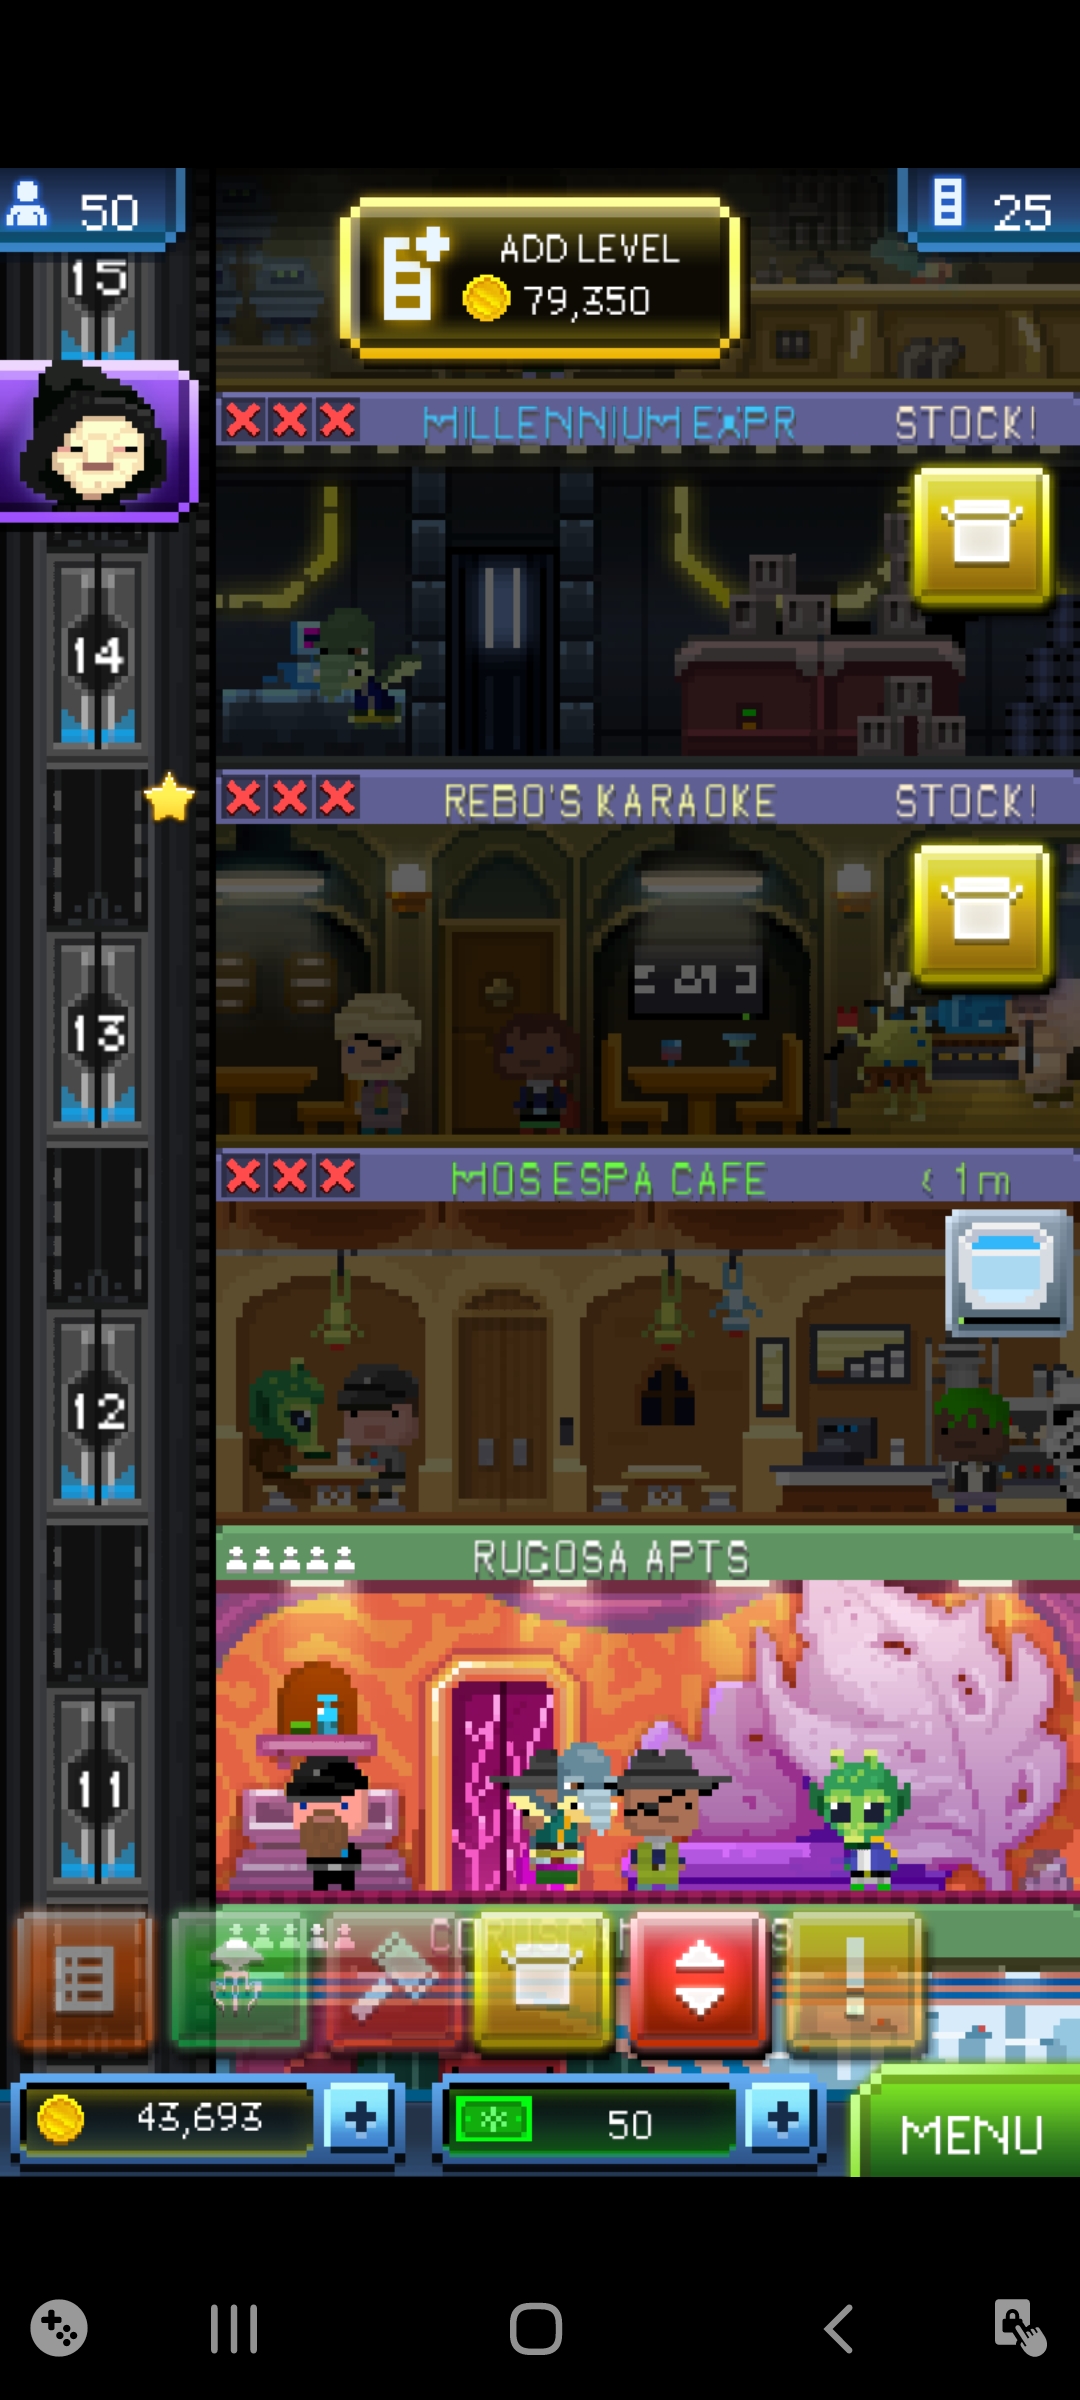 50
ADD LEVEL
79,350
25
15
MILLENNIUM EXPR
STOCK!
14
REBO'S KARAOKE
STOCK!
13
MOS ESPA CAFE
< 1m
12
RUCOSA APTS
11
43,693
50
MENU